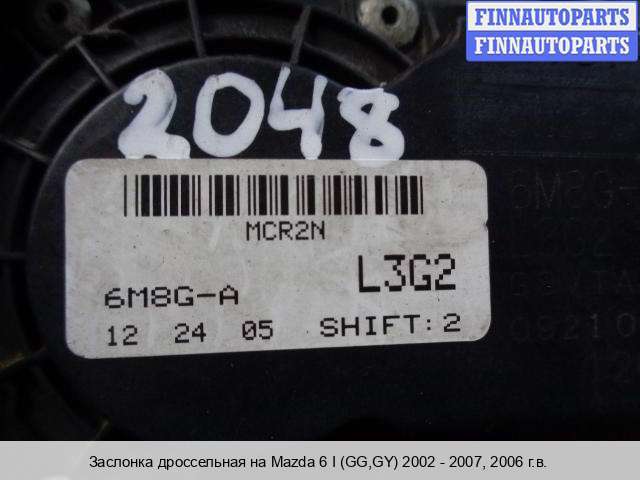 FINNAUTOPARTS
FINNAUTOPARTS
2048
MCR2N
L3G2
6M8G-A
12 24 05 SHIFT: 2
Заслонка дроссельная на Mazda 6 I (GG,GY) 2002 - 2007, 2006 г.в.